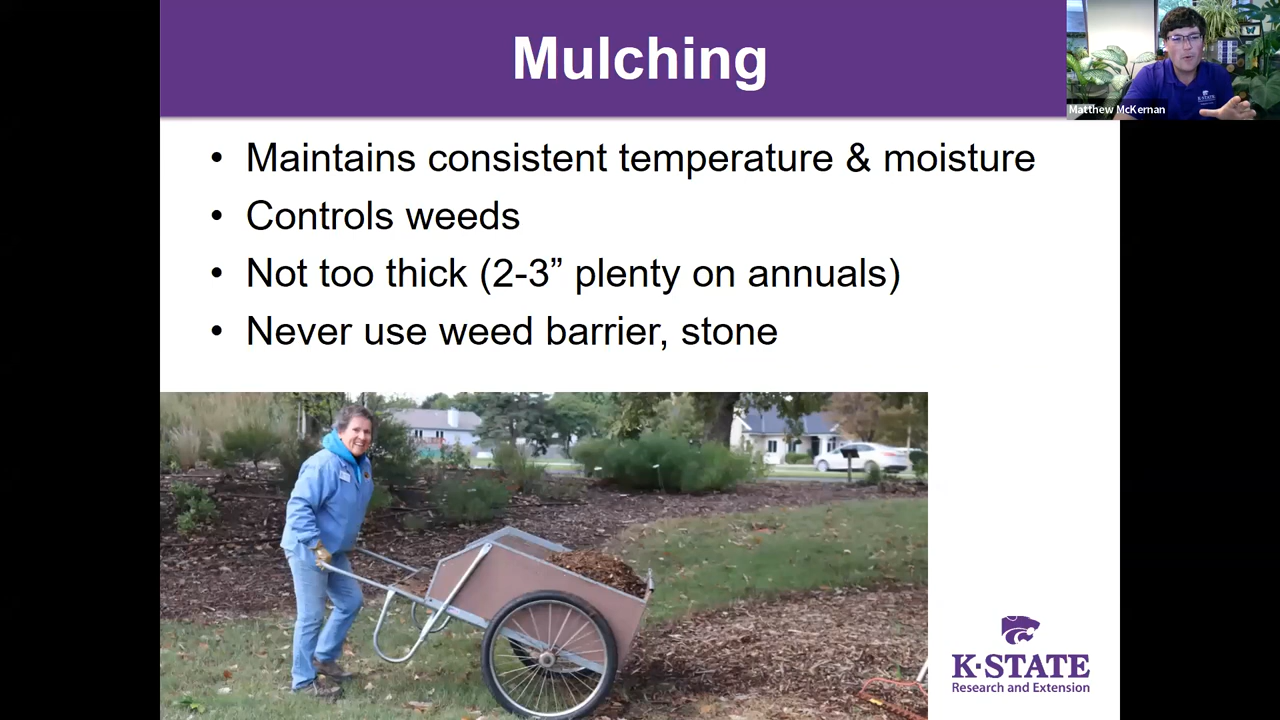 Mulching
Matthew McKernan
K-STATE
• Maintains consistent temperature & moisture
• Controls weeds
• Not too thick (2-3” plenty on annuals)
• Never use weed barrier, stone
K-STATE
Research and Extension